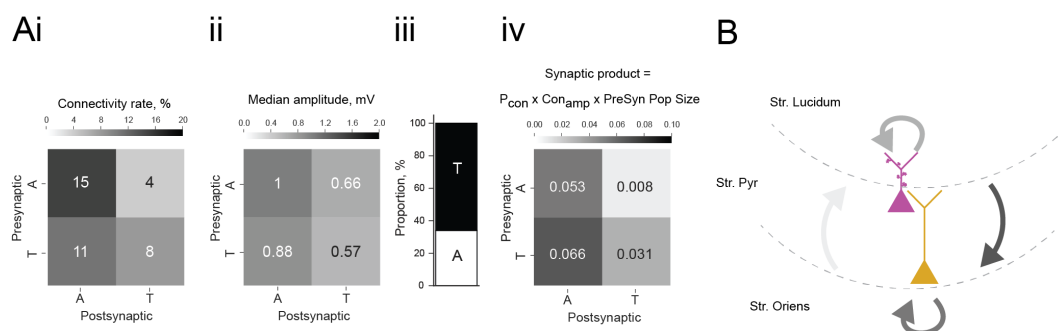 Ai
ii
iii
iv
B
Connectivity rate, %
0 10 20
Presynaptic
A
T
15
4
11
8
A
T
Postsynaptic
Median amplitude, mV
0.0 0.4 0.8 1.2 1.6 2.0
Presynaptic
A
T
1
0.66
0.88
0.57
A
T
Postsynaptic
Proportion, %
100
80
60
40
20
0
T
A
Synaptic product =
Pcon x Conamp x PreSyn Pop Size
0.00 0.02 0.04 0.06 0.08 0.10
Presynaptic
A
T
0.053
0.008
0.066
0.031
A
T
Postsynaptic
Str. Lucidum
Str. Pyr
Str. Oriens